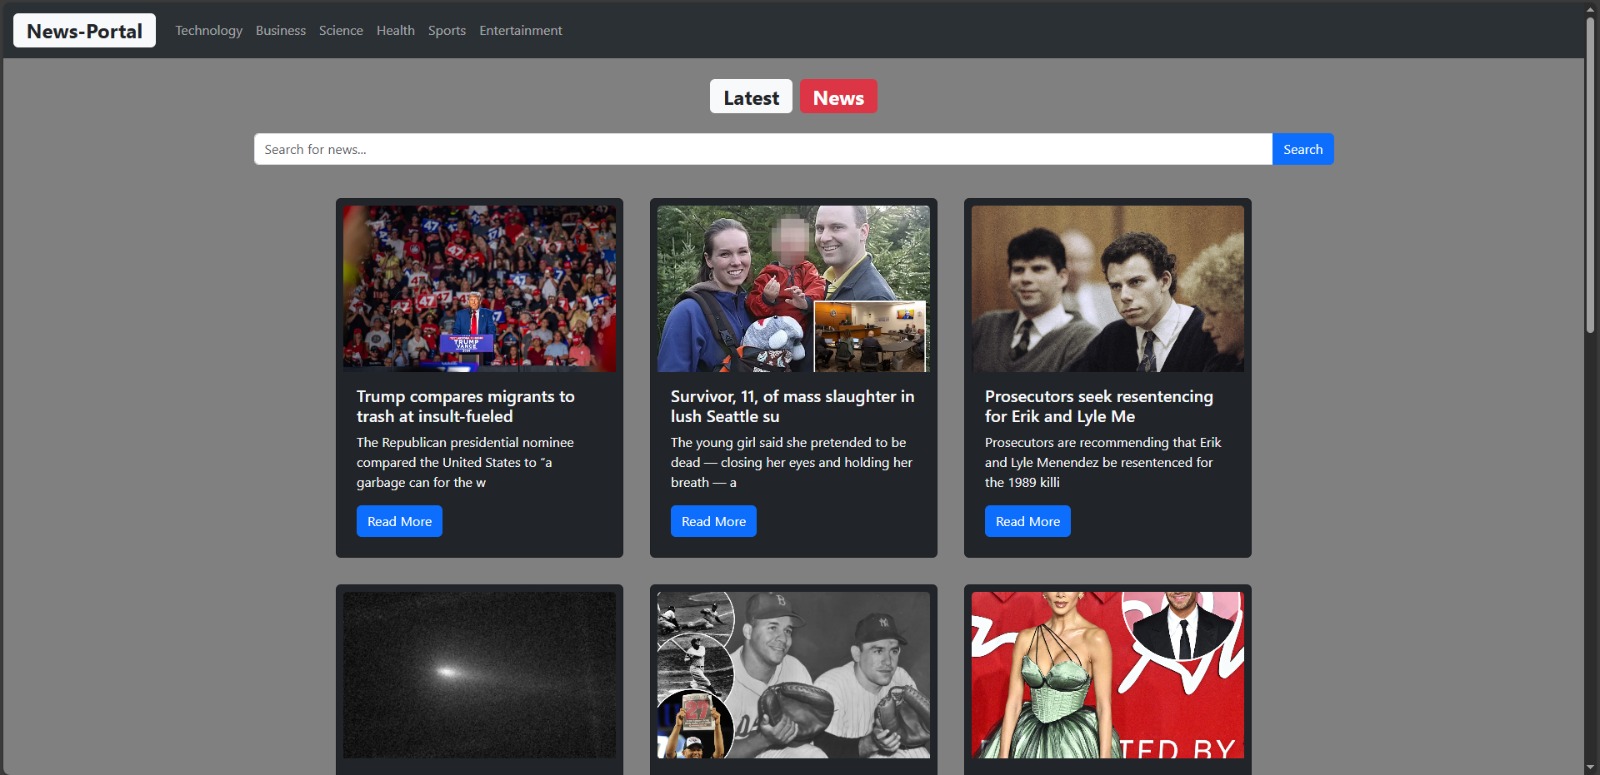 News-Portal
Technology Business Science Health Sports Entertainment
Latest News
Search for news...
Search
47
TRUMP
VANCE
Trump compares migrants to
trash at insult-fueled
The Republican presidential nominee
compared the United States to “a
garbage can for the w
Read More
Survivor, 11, of mass slaughter in
lush Seattle su
The young girl said she pretended to be
dead — closing her eyes and holding her
breath — a
Read More
Prosecutors seek resentencing
for Erik and Lyle Me
Prosecutors are recommending that Erik
and Lyle Menendez be resentenced for
the 1989 killi
Read More
B
27
TED BY